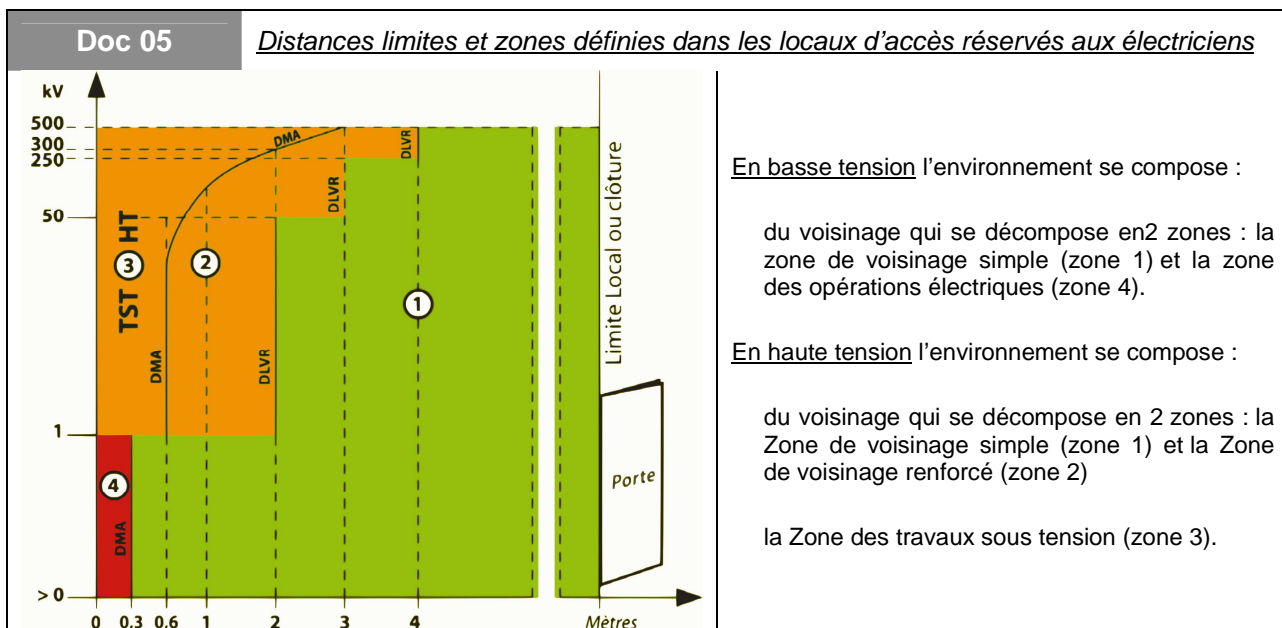 Doc 05
Distances limites et zones définies dans les locaux d'accès réservés aux électriciens
kV
500
300
250
50
1
> 0
0 0,3 0,6 1 2 3 4 Mètres
DMA
DLVR
DLVR
DLVR
DMA
DMA
TST HT
3
2
1
4
Limite Local ou clôture
Porte
En basse tension l'environnement se compose :
du voisinage qui se décompose en2 zones : la
zone de voisinage simple (zone 1) et la zone
des opérations électriques (zone 4).
En haute tension l'environnement se compose :
du voisinage qui se décompose en 2 zones : la
Zone de voisinage simple (zone 1) et la Zone
de voisinage renforcé (zone 2)
la Zone des travaux sous tension (zone 3).